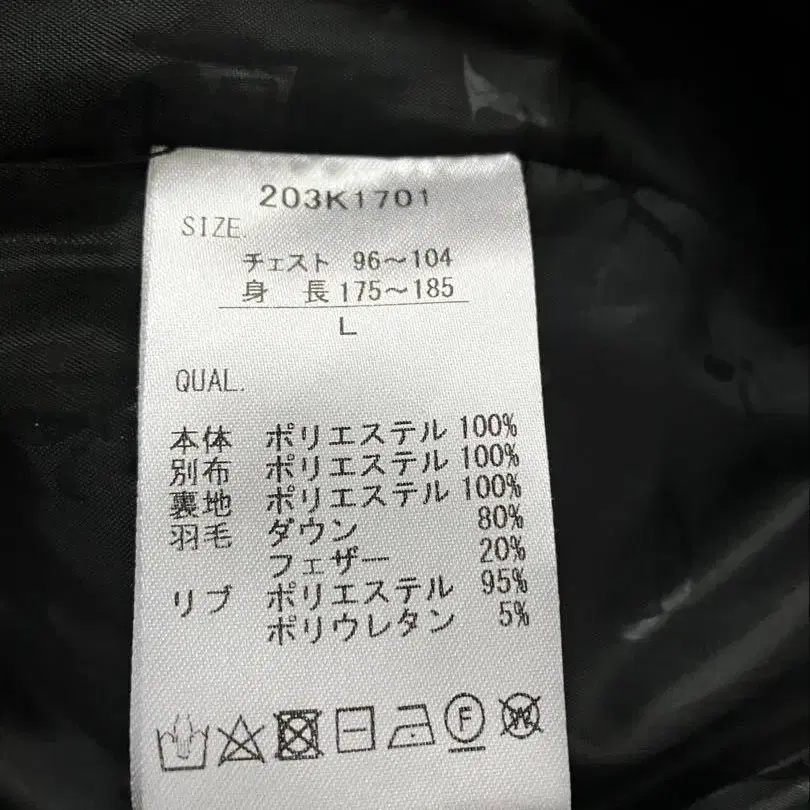 203K1701
SIZE.
チェスト 96～104
身 長 175～185
L
QUAL.
本体 ポリエステル 100%
別布 ポリエステル 100%
裏地 ポリエステル 100%
羽毛 ダウン 80%
フェザー 20%
リブ ポリエステル 95%
ポリウレタン 5%
F W